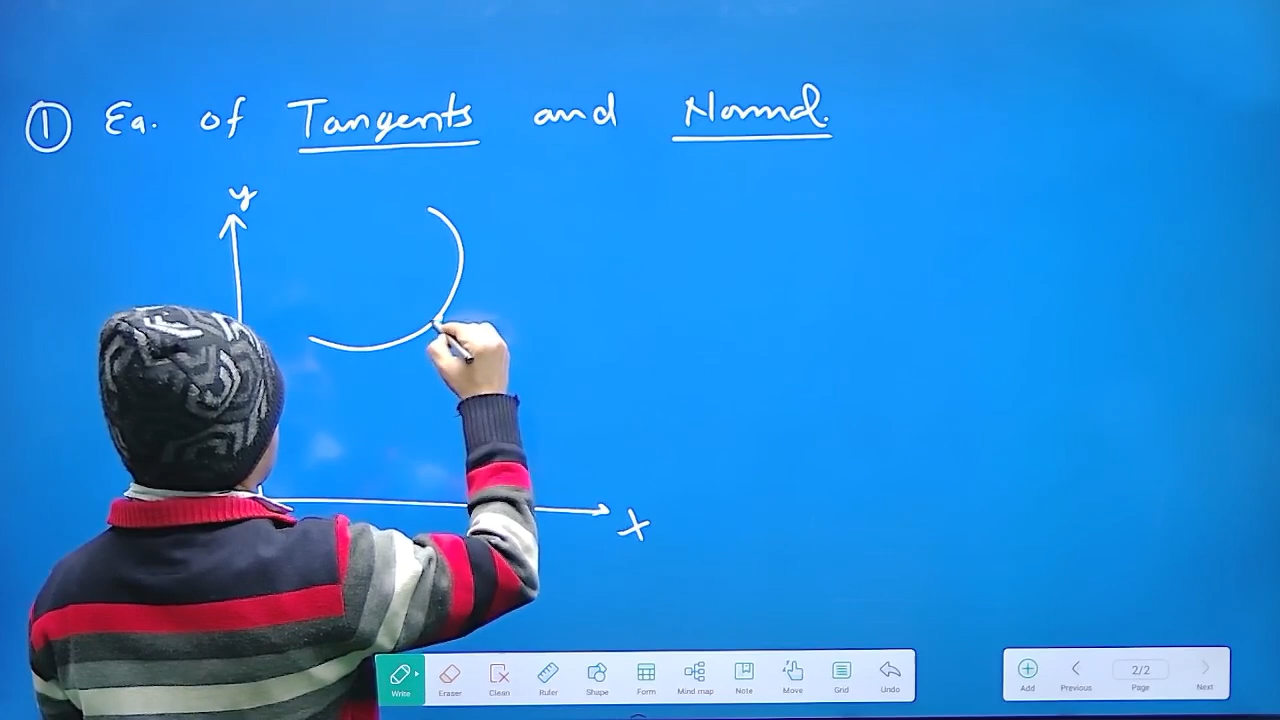 ① Eq. of Tangents and Normal.
y
X
Write Eraser Clean Ruler Shape Form Mind map Note Move Grid Undo
Add Previous 2/2 Page Next